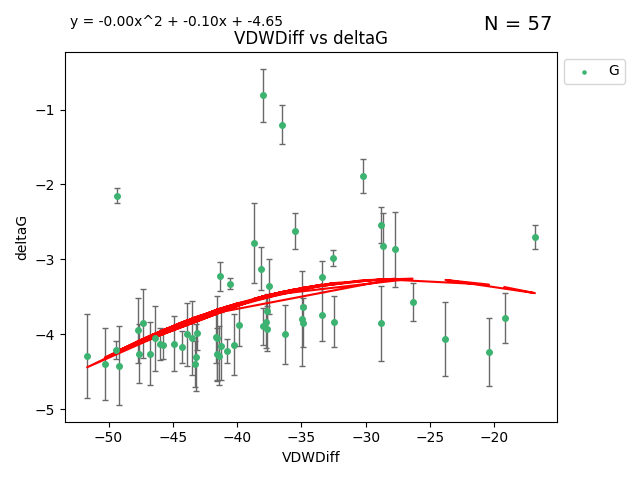 y = -0.00x^2 + -0.10x + -4.65
N = 57
VDWDiff vs deltaG
G
−1
−2
−3
−4
−5
deltaG
−50 −45 −40 −35 −30 −25 −20
VDWDiff